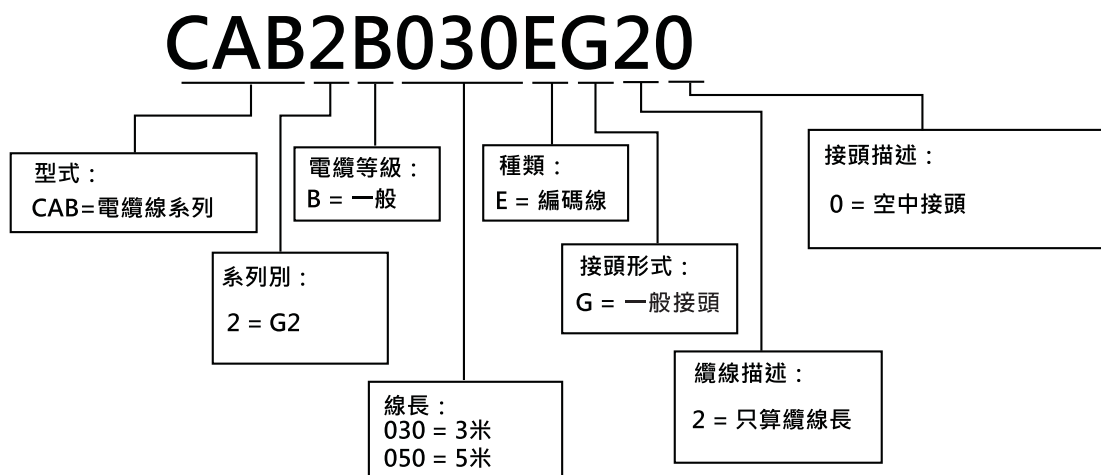 CAB2B030EG20
型式：
CAB=電纜線系列
電纜等級：
B = 一般
種類：
E = 編碼線
接頭描述：
0 = 空中接頭
系列別：
2 = G2
接頭形式：
G = 一般接頭
線長：
030 = 3米
050 = 5米
纜線描述：
2 = 只算纜線長